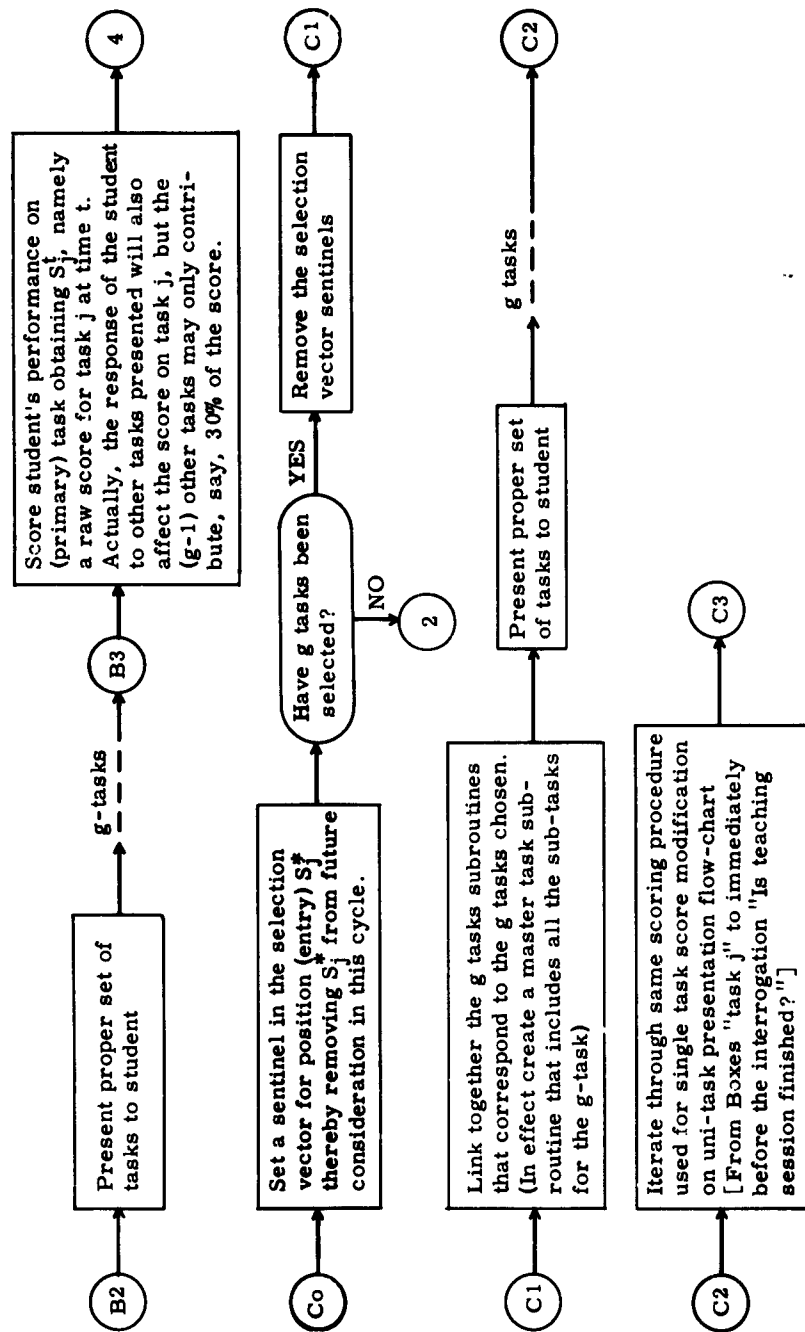 B2
Present proper set of
tasks to student
g-tasks
B3
Score student's performance on
(primary) task obtaining S_j^t, namely
a raw score for task j at time t.
Actually, the response of the student
to other tasks presented will also
affect the score on task j, but the
(g-1) other tasks may only contri-
bute, say, 30% of the score.
4
Co
Set a sentinel in the selection
vector for position (entry) S_j^*
thereby removing S_j^* from future
consideration in this cycle.
Have g tasks been
selected?
YES
NO
2
Remove the selection
vector sentinels
C1
C1
Link together the g tasks subroutines
that correspond to the g tasks chosen.
(In effect create a master task sub-
routine that includes all the sub-tasks
for the g-task)
Present proper set
of tasks to student
g tasks
C2
C2
Iterate through same scoring procedure
used for single task score modification
on uni-task presentation flow-chart
[From Boxes "task j" to immediately
before the interrogation "Is teaching
session finished?"]
C3